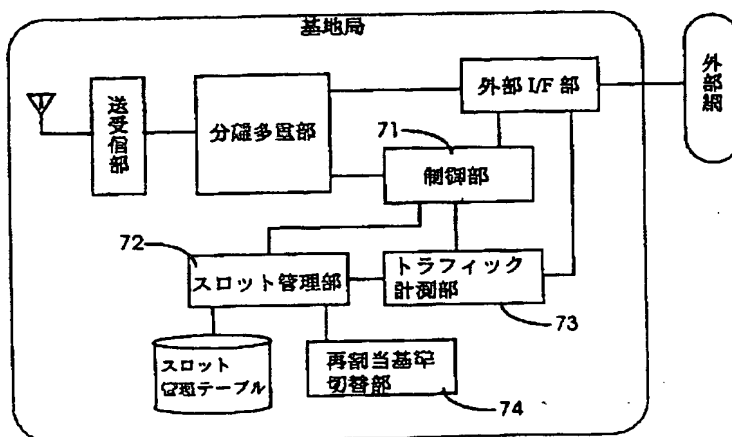 基地局
送受信部
分離多重部
外部 I/F 部
外部網
71
制御部
72
スロット管理部
トラフィック
計測部
73
スロット
管理テーブル
再割当基準
切替部
74